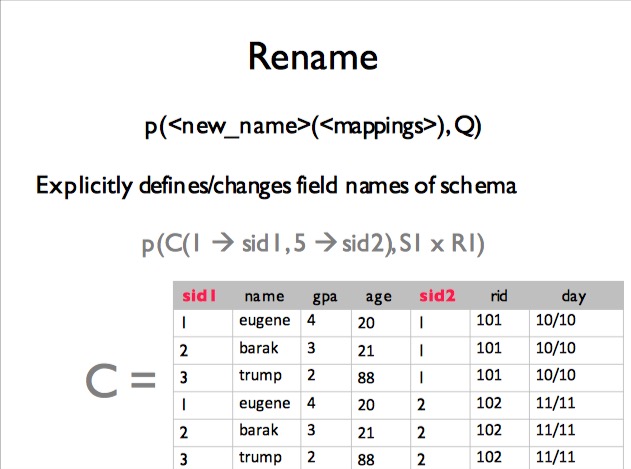 Rename
p(<new_name>(<mappings>), Q)
Explicitly defines/changes field names of schema
p(C(1 → sid1, 5 → sid2), S1 x R1)
C =
sid1 name gpa age sid2 rid day
1 eugene 4 20 1 101 10/10
2 barak 3 21 1 101 10/10
3 trump 2 88 1 101 10/10
1 eugene 4 20 2 102 11/11
2 barak 3 21 2 102 11/11
3 trump 2 88 2 102 11/11